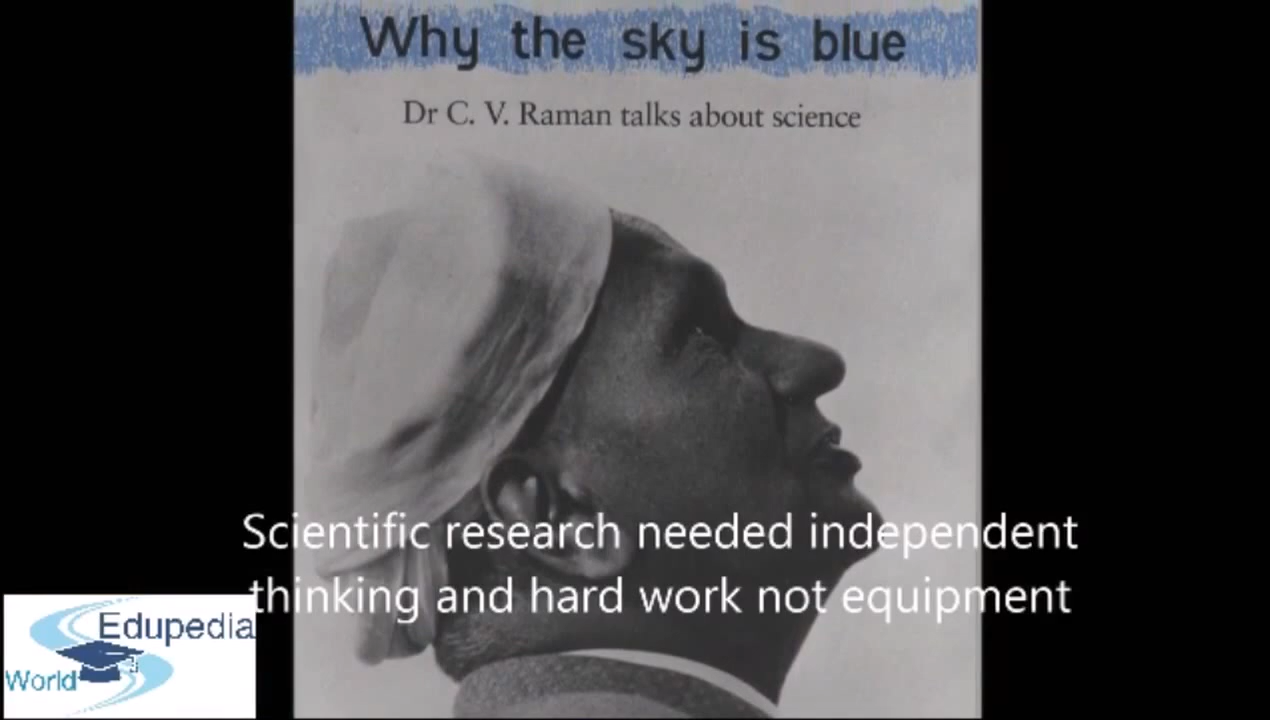 Why the sky is blue
Dr C. V. Raman talks about science
Scientific research needed independent
thinking and hard work not equipment
Edupedia
World